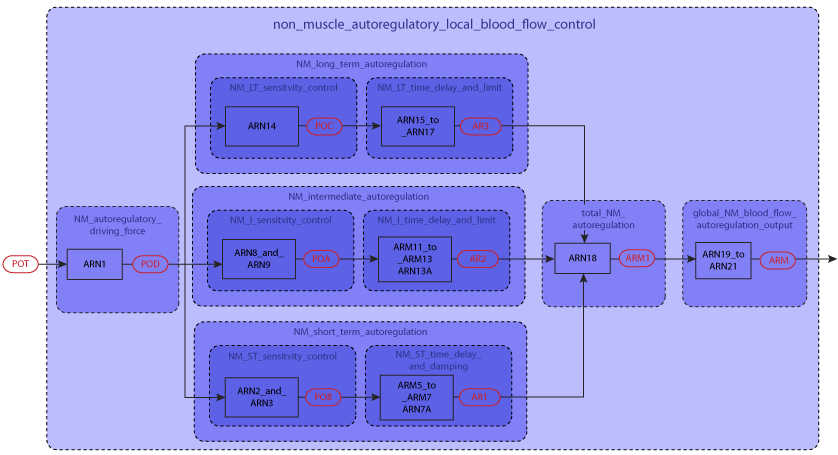 non_muscle_autoregulatory_local_blood_flow_control
NM_long_term_autoregulation
NM_LT_sensitvity_control
NM_LT_time_delay_and_limit
ARN14
POC
ARN15_to
_ARN17
AR3
NM_intermediate_autoregulation
NM_I_sensitvity_control
NM_I_time_delay_and_limit
ARN8_and_
ARN9
POA
ARM11_to
_ARM13
ARN13A
AR2
NM_autoregulatory_
driving_force
POT
ARN1
POD
total_NM_
autoregulation
ARN18
ARM1
global_NM_blood_flow_
autoregulation_output
ARN19_to
ARN21
ARM
NM_short_term_autoregulation
NM_ST_sensitvity_control
NM_ST_time_delay_
and_damping
ARN2_and_
ARN3
POB
ARM5_to
_ARM7
ARN7A
AR1